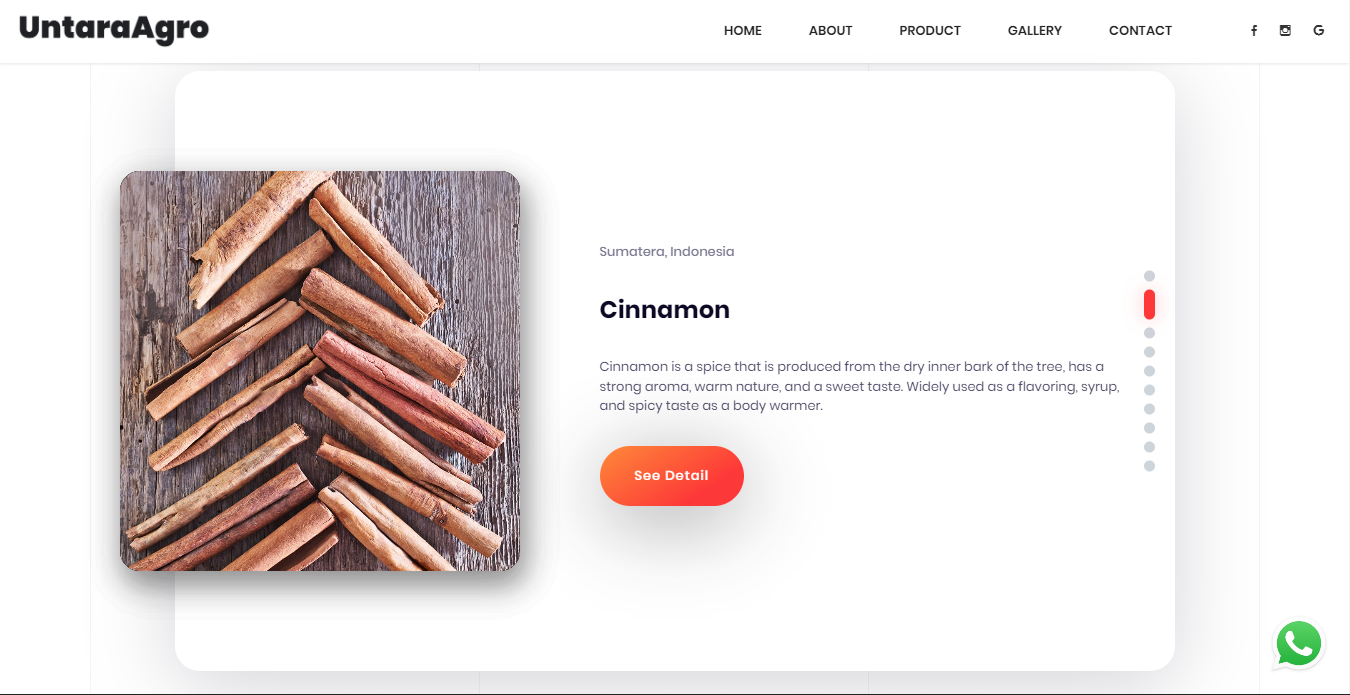 UntaraAgro
HOME ABOUT PRODUCT GALLERY CONTACT
Sumatera, Indonesia
Cinnamon
Cinnamon is a spice that is produced from the dry inner bark of the tree, has a
strong aroma, warm nature, and a sweet taste. Widely used as a flavoring, syrup,
and spicy taste as a body warmer.
See Detail